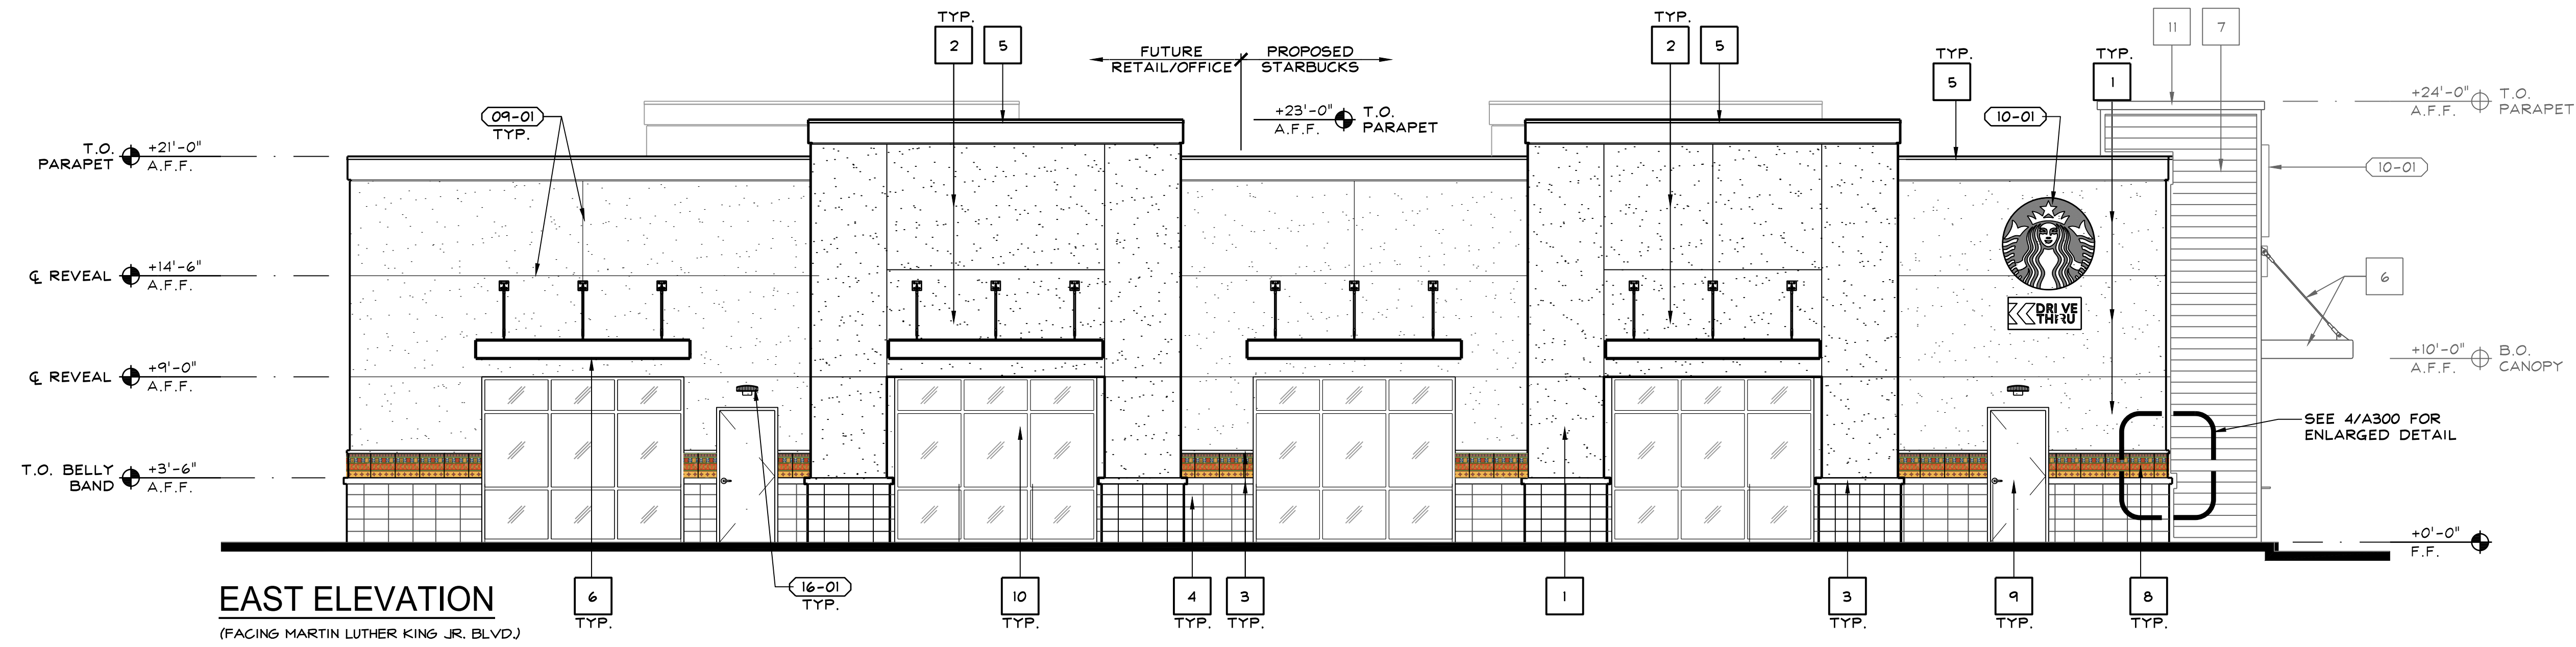 TYP.
2
5
FUTURE
RETAIL/OFFICE
PROPOSED
STARBUCKS
TYP.
2
5
TYP.
5
TYP.
1
11
7
09-01
TYP.
+23'-0"
A.F.F.
T.O.
PARAPET
10-01
+24'-0"
A.F.F.
T.O.
PARAPET
T.O.
PARAPET
+21'-0"
A.F.F.
10-01
℄ REVEAL
+14'-6"
A.F.F.
6
DRIVE
THRU
℄ REVEAL
+9'-0"
A.F.F.
+10'-0"
A.F.F.
B.O.
CANOPY
SEE 4/A300 FOR
ENLARGED DETAIL
T.O. BELLY
BAND
+3'-6"
A.F.F.
+0'-0"
F.F.
EAST ELEVATION
(FACING MARTIN LUTHER KING JR. BLVD.)
6
TYP.
16-01
TYP.
10
TYP.
4
TYP.
3
TYP.
1
3
TYP.
9
TYP.
8
TYP.